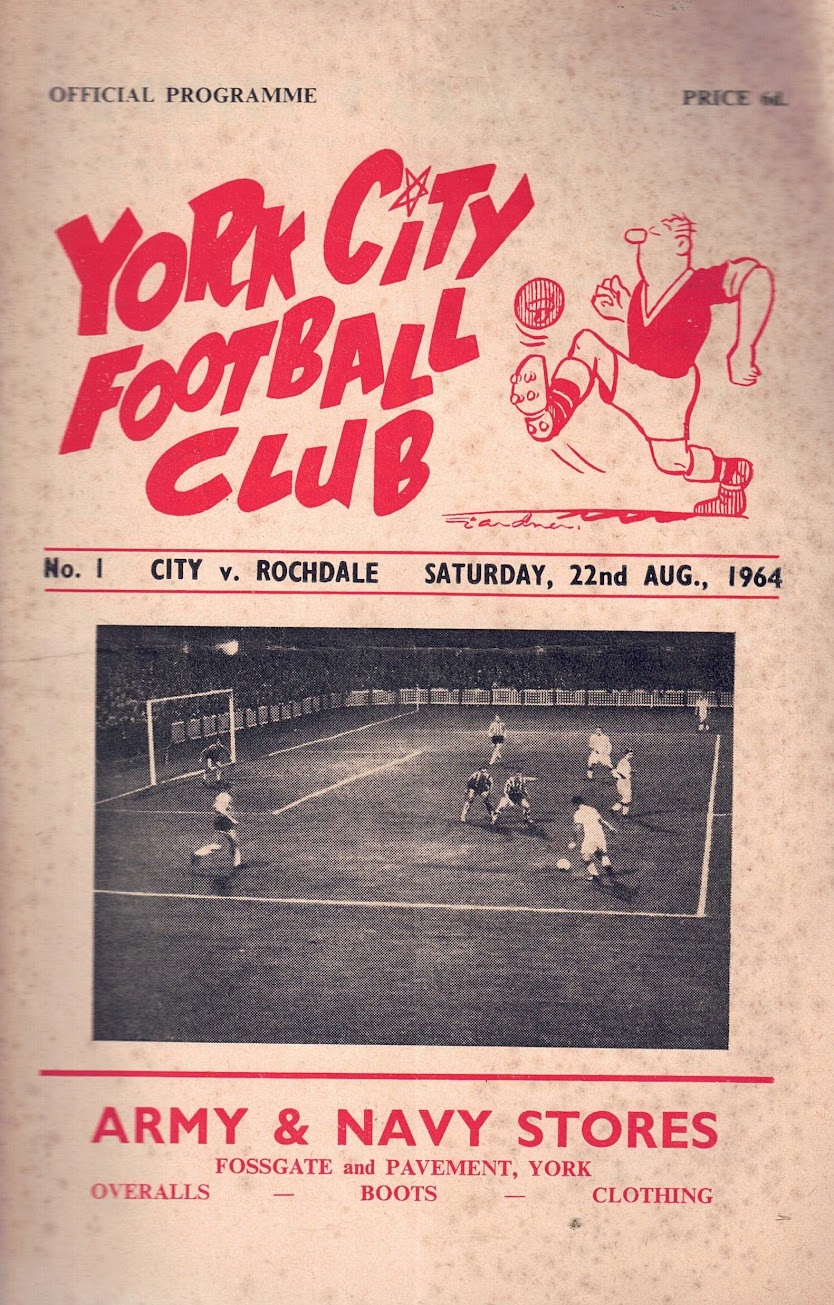 OFFICIAL PROGRAMME
PRICE 6d.
YORK CITY
FOOTBALL
CLUB
Gardner.
No. 1 CITY v. ROCHDALE SATURDAY, 22nd AUG., 1964
ARMY & NAVY STORES
FOSSGATE and PAVEMENT, YORK
OVERALLS — BOOTS — CLOTHING